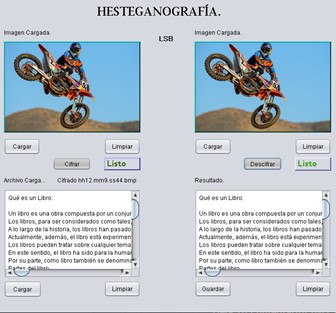 HESTEGANOGRAFÍA.
Imagen Cargada.
Imagen Cargada.
LSB
Cargar
Limpiar
Cargar
Limpiar
Cifrar
Listo
Descifrar
Listo
Archivo Carga...
Cifrado hh12.mm9.ss44.bmp
Resultado.
Qué es un Libro:
Un libro es una obra compuesta por un conjun
Los libros, para ser considerados como tales,
A lo largo de la historia, los libros han pasado
Actualmente, además, el libro está experimen
Los libros pueden tratar sobre cualquier tema
En este sentido, el libro ha sido para la human
Por su parte, como libro también se denomina
Partes del libro
Qué es un Libro:
Un libro es una obra compuesta por un conjur
Los libros, para ser considerados como tales
A lo largo de la historia, los libros han pasado
Actualmente, además, el libro está experimer
Los libros pueden tratar sobre cualquier tema
En este sentido, el libro ha sido para la humar
Por su parte, como libro también se denomina
Partes del libro
Cargar
Limpiar
Guardar
Limpiar